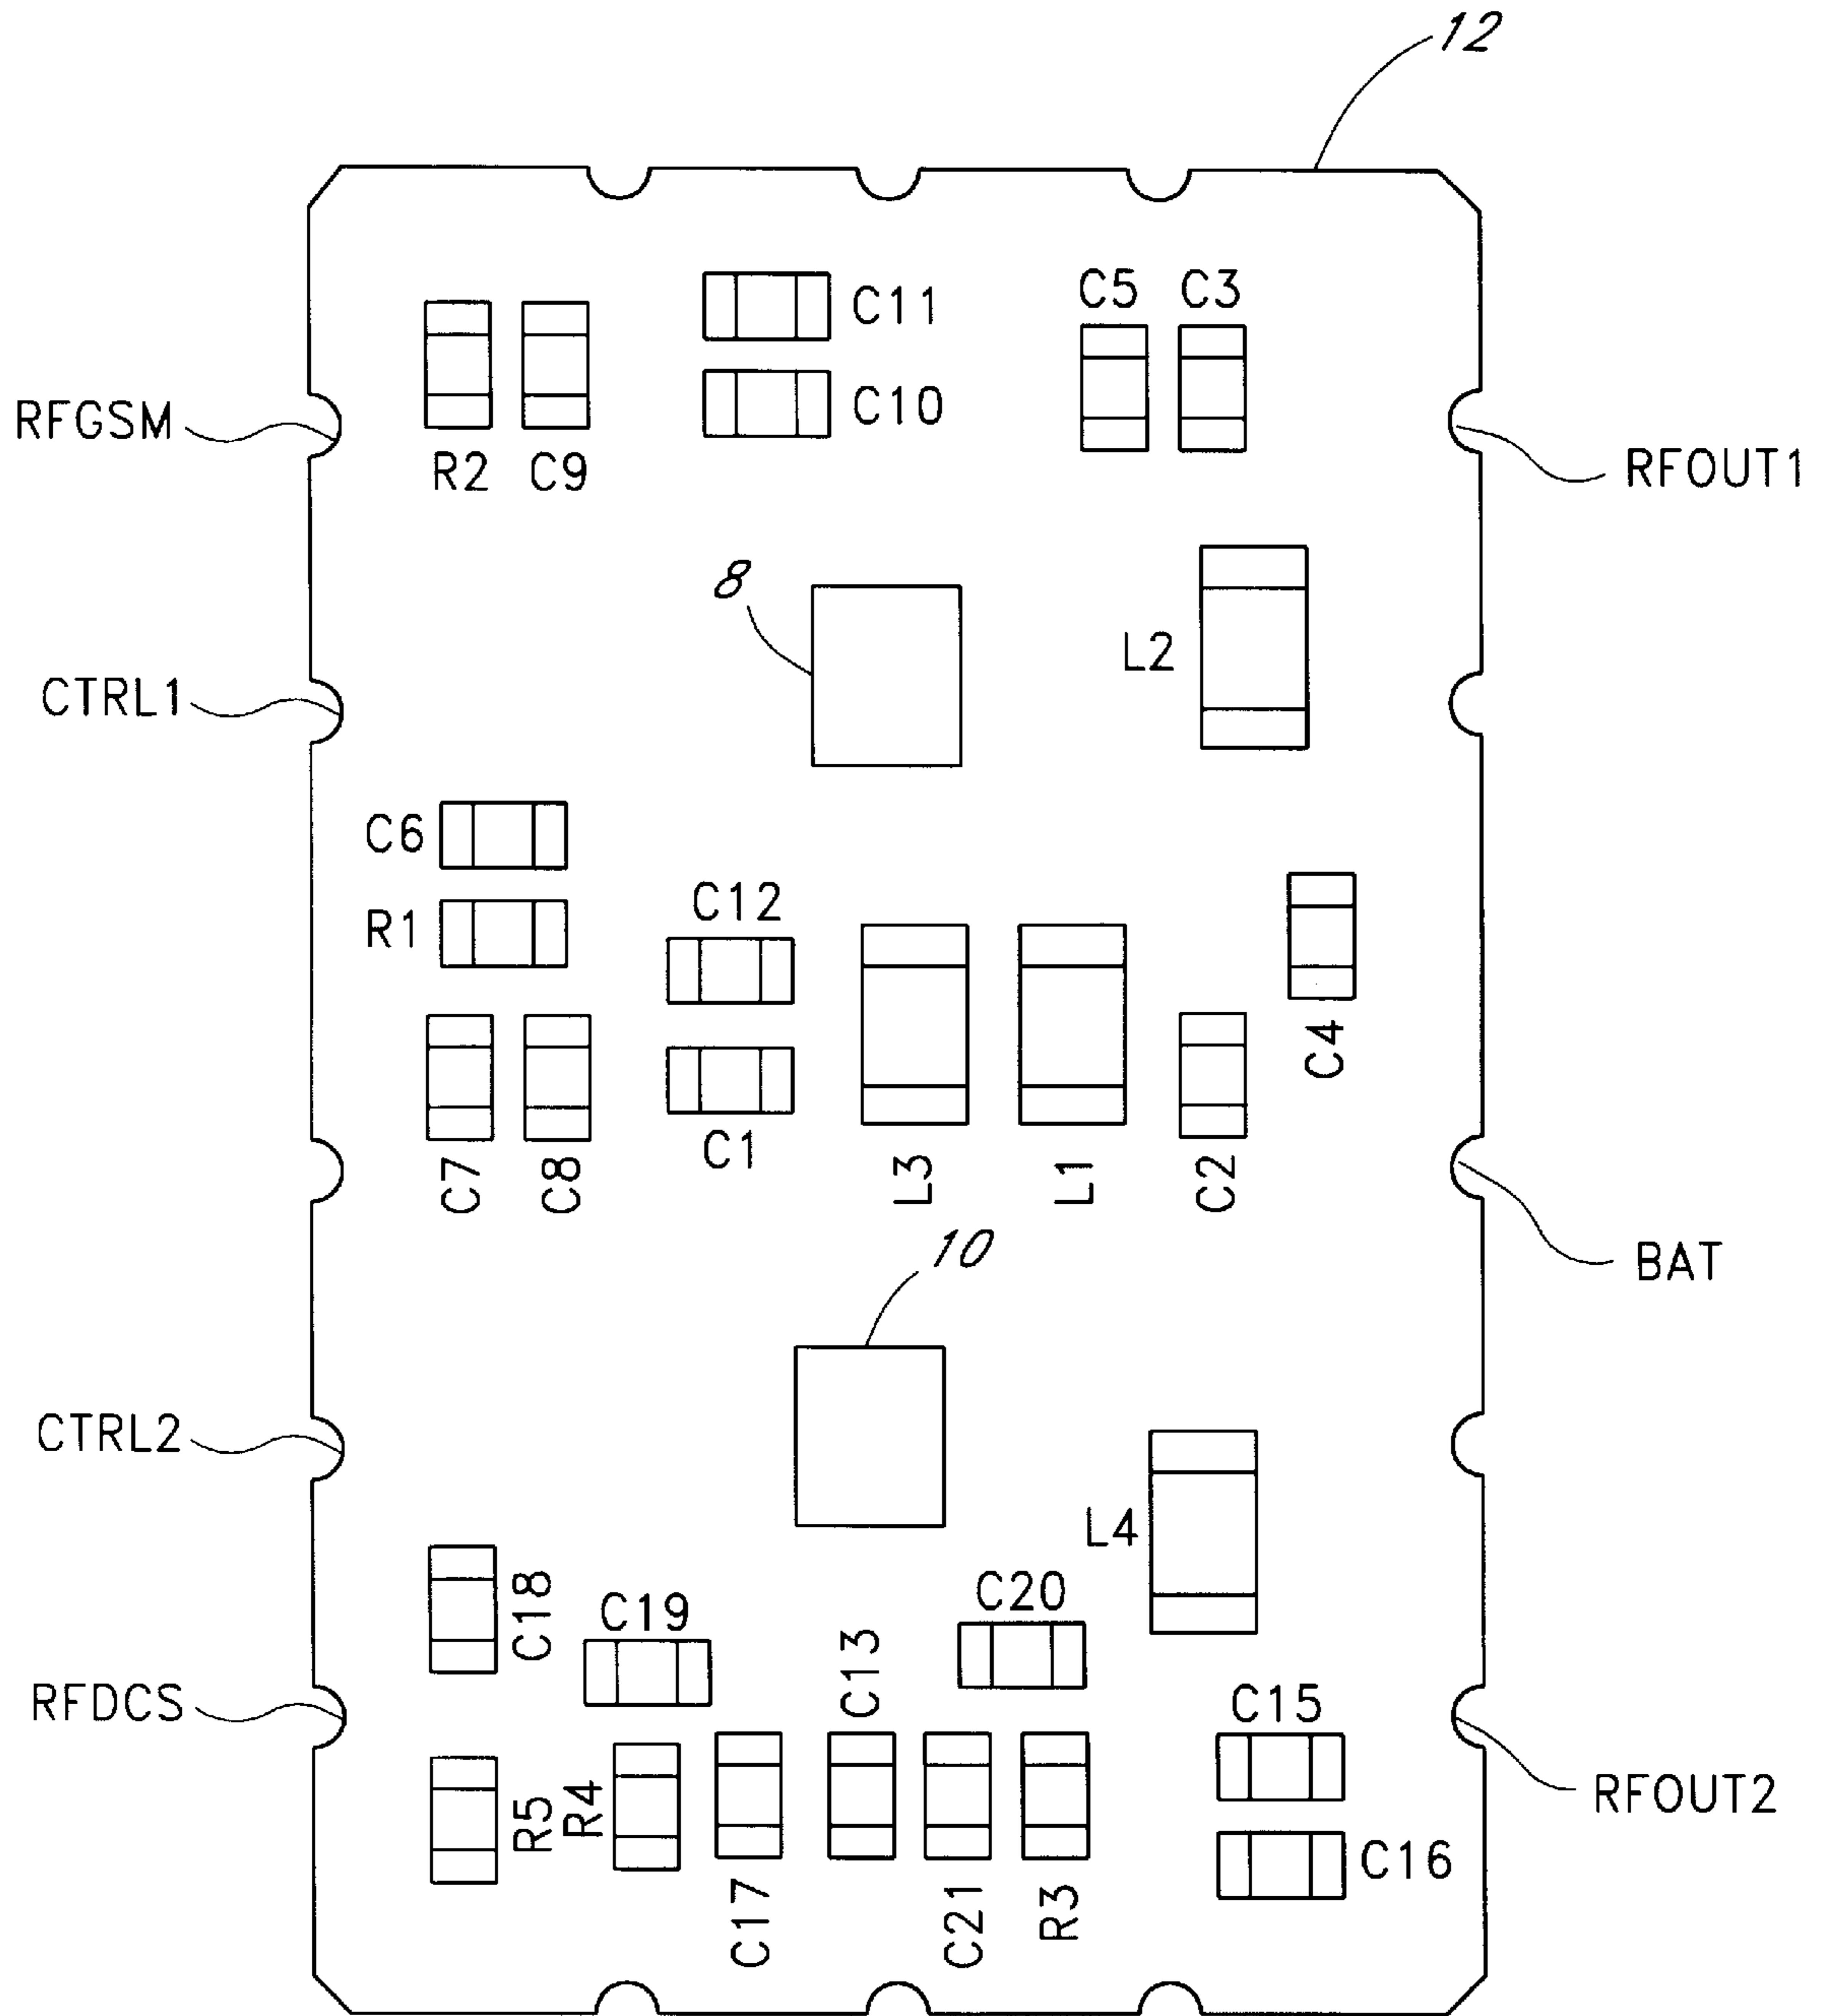 12
C5
C3
C11
C10
RFGSM
R2
C9
RFOUT1
8
L2
CTRL1
C6
C12
R1
C4
C1
C7
C8
L3
L1
C2
10
BAT
CTRL2
L4
C20
C18
C19
C13
RFDCS
C15
RFOUT2
R5
R4
C16
C17
C21
R3